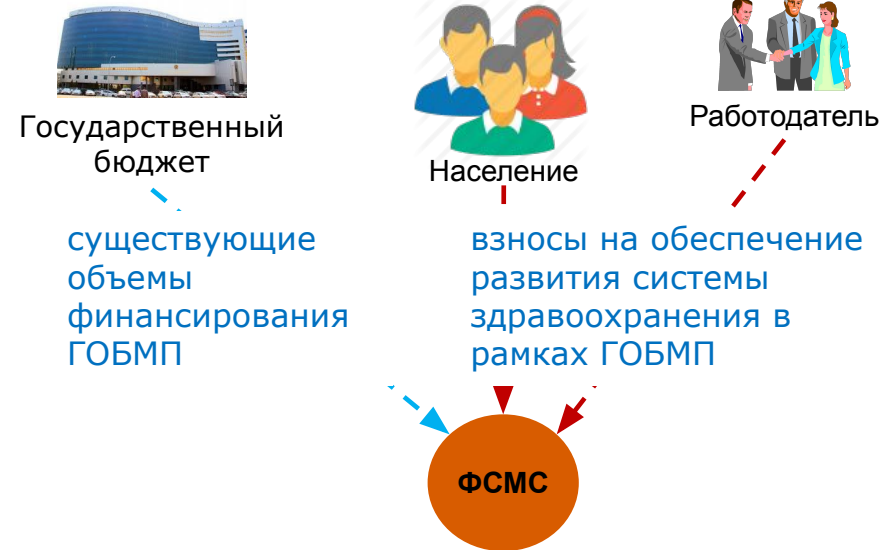 Государственный
бюджет
Население
Работодатель
существующие
объемы
финансирования
ГОБМП
взносы на обеспечение
развития системы
здравоохранения в
рамках ГОБМП
ФСМС